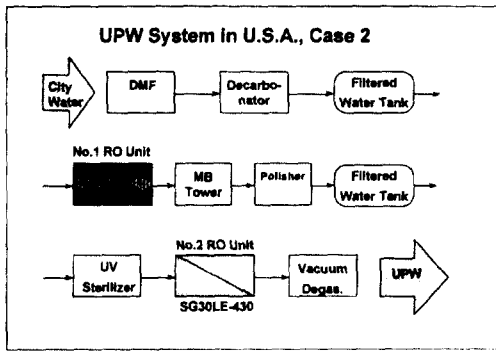 UPW System in U.S.A., Case 2
City
Water
DMF
Decarbo-
nator
Filtered
Water Tank
No.1 RO Unit
MB
Tower
Polisher
Filtered
Water Tank
No.2 RO Unit
UV
Sterilizer
SG30LE-430
Vacuum
Degas.
UPW